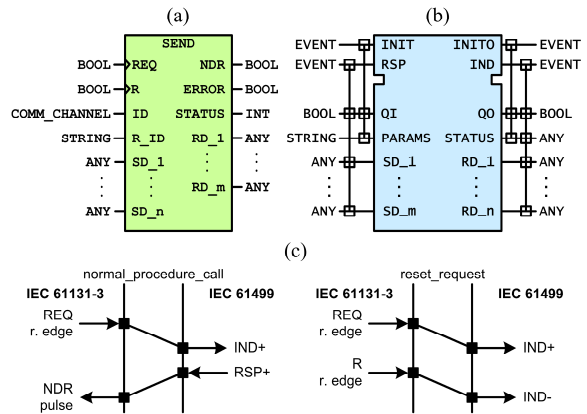 (a)
(b)
SEND
BOOL REQ NDR BOOL
BOOL R ERROR BOOL
COMM_CHANNEL ID STATUS INT
STRING R_ID RD_1 ANY
ANY SD_1
RD_m ANY
ANY SD_n
EVENT INIT INITO EVENT
EVENT RSP IND EVENT
BOOL QI QO BOOL
STRING PARAMS STATUS ANY
ANY SD_1 RD_1 ANY
ANY SD_m RD_n ANY
(c)
normal_procedure_call
IEC 61131-3 IEC 61499
REQ
r. edge
IND+
RSP+
NDR
pulse
reset_request
IEC 61131-3 IEC 61499
REQ
r. edge
IND+
R
r. edge
IND-